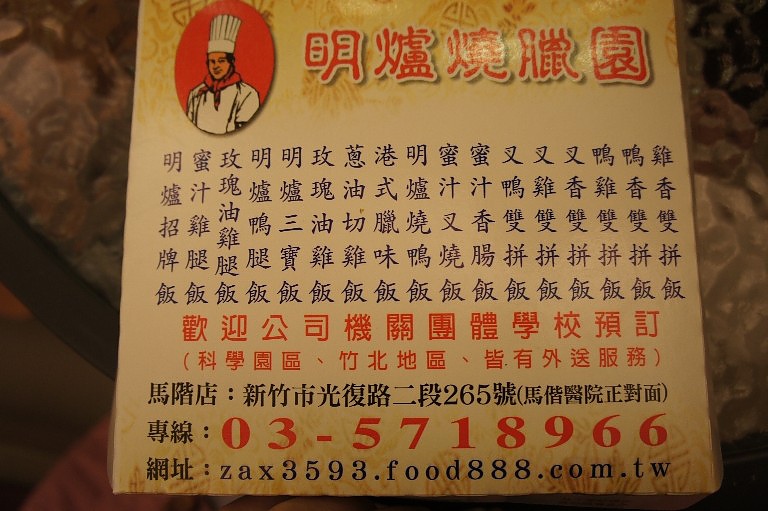 明爐燒臘園
明爐招牌飯
蜜汁雞腿飯
玫瑰油雞腿飯
明爐鴨腿飯
明爐三寶飯
玫瑰油雞飯
蔥油切雞飯
港式臘味飯
明爐燒鴨飯
蜜汁叉燒飯
蜜汁香腸飯
叉鴨雙拼飯
叉雞雙拼飯
叉香雙拼飯
鴨雞雙拼飯
鴨香雙拼飯
雞香雙拼飯
歡迎公司機關團體學校預訂
(科學園區、竹北地區、皆有外送服務)
馬階店：新竹市光復路二段265號(馬偕醫院正對面)
專線：03-5718966
網址：zax3593.food888.com.tw